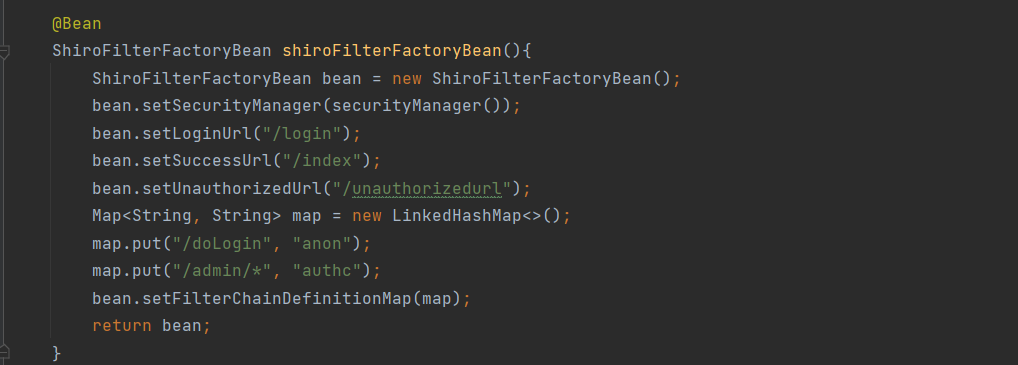 @Bean
ShiroFilterFactoryBean shiroFilterFactoryBean(){
    ShiroFilterFactoryBean bean = new ShiroFilterFactoryBean();
    bean.setSecurityManager(securityManager());
    bean.setLoginUrl("/login");
    bean.setSuccessUrl("/index");
    bean.setUnauthorizedUrl("/unauthorizedurl");
    Map<String, String> map = new LinkedHashMap<>();
    map.put("/doLogin", "anon");
    map.put("/admin/*", "authc");
    bean.setFilterChainDefinitionMap(map);
    return bean;
}